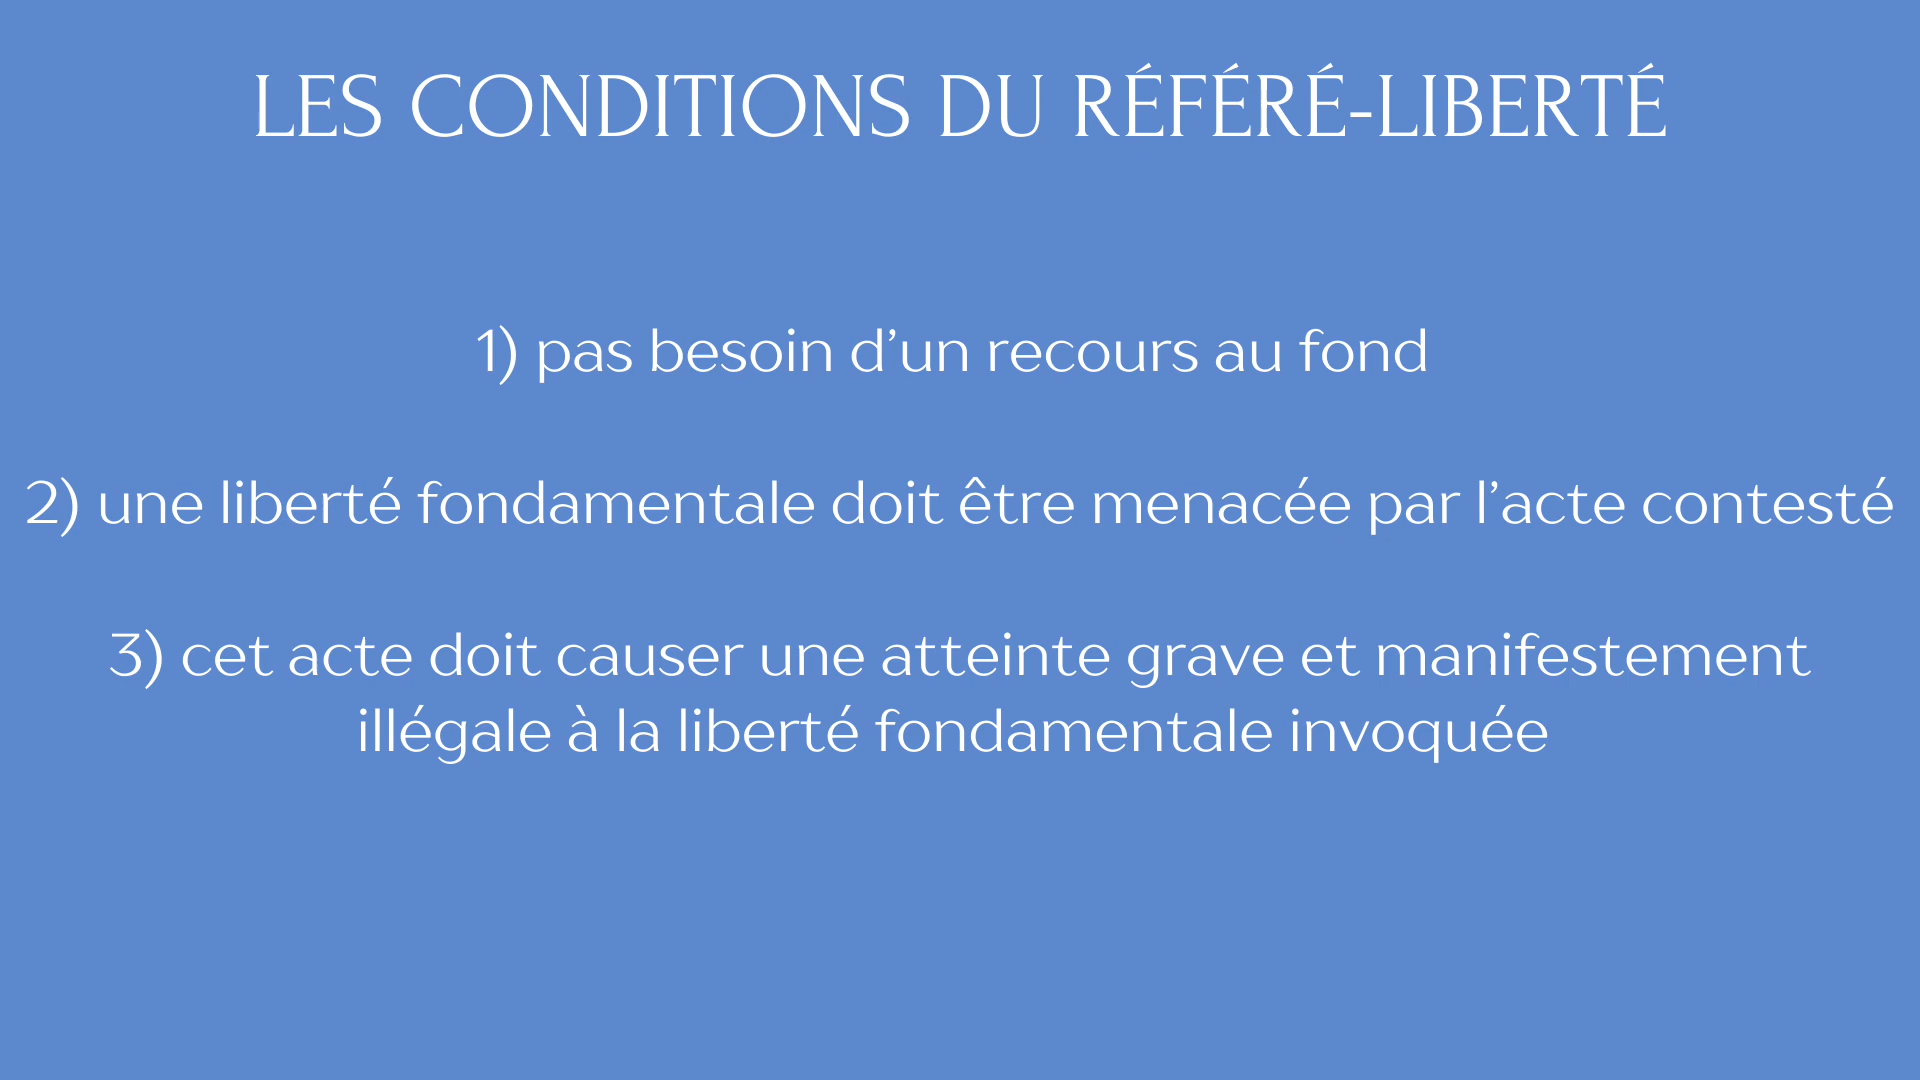 LES CONDITIONS DU RÉFÉRÉ-LIBERTÉ
1) pas besoin d’un recours au fond
2) une liberté fondamentale doit être menacée par l’acte contesté
3) cet acte doit causer une atteinte grave et manifestement
illégale à la liberté fondamentale invoquée